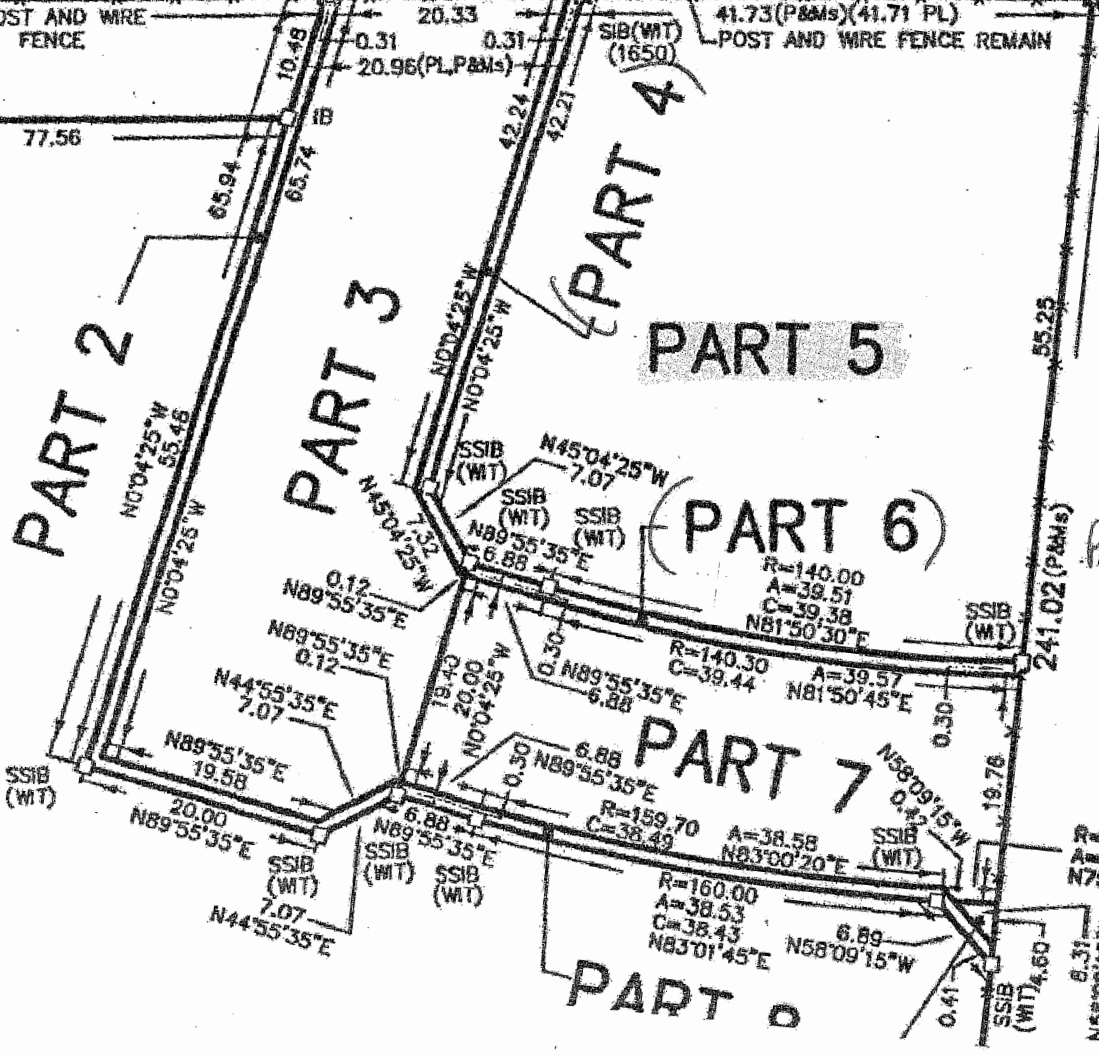 OST AND WIRE
FENCE
20.33
0.31
0.31
20.96(PL,P&Ms)
SIB(WIT)
(1650)
41.73(P&Ms)(41.71 PL)
POST AND WIRE FENCE REMAIN
10.48
IB
77.56
65.94
65.74
42.24
42.21
PART 4
PART 3
PART 2
PART 5
55.25
N0°04'25"W
N0°04'25"W
N0°04'25"W
55.46
N0°04'25"W
SSIB
(WIT)
N45°04'25"W
7.07
SSIB
(WIT)
SSIB
(WIT)
PART 6
N45°04'25"W
7.32
N89°55'35"E
6.88
R=140.00
A=39.51
C=39.38
N81°50'30"E
SSIB
(WIT)
241.02(P&Ms)
0.12
N89°55'35"E
N89°55'35"E
0.12
R=140.30
C=39.44
A=39.57
N81°50'45"E
0.30
0.30
N89°55'35"E
6.88
19.40
20.00
N0°04'25"W
N44°55'35"E
7.07
PART 7
N58°09'15"W
19.76
6.88
N89°55'35"E
0.30
N89°55'35"E
19.58
SSIB
(WIT)
20.00
N89°55'35"E
6.88
N89°55'35"E
R=159.70
C=38.49
A=38.58
N83°00'20"E
SSIB
(WIT)
SSIB
(WIT)
SSIB
(WIT)
SSIB
(WIT)
7.07
N44°55'35"E
R=160.00
A=38.53
C=38.43
N83°01'45"E
6.89
N58°09'15"W
R=
A=
0.41
SSIB
(WIT)
4.60
8.31
PART